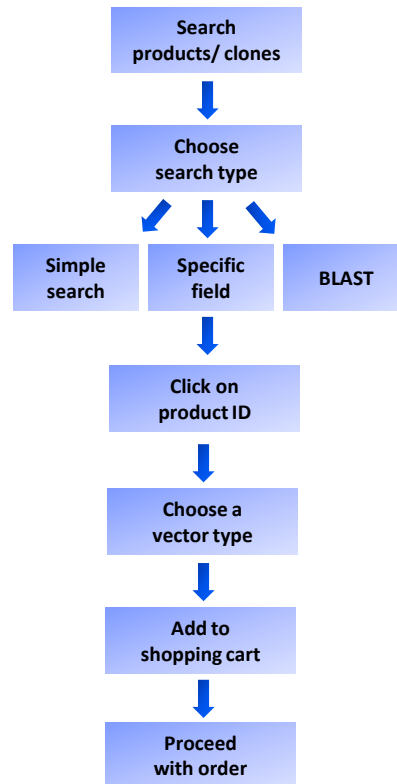 Search
products/ clones
Choose
search type
Simple
search
Specific
field
BLAST
Click on
product ID
Choose a
vector type
Add to
shopping cart
Proceed
with order